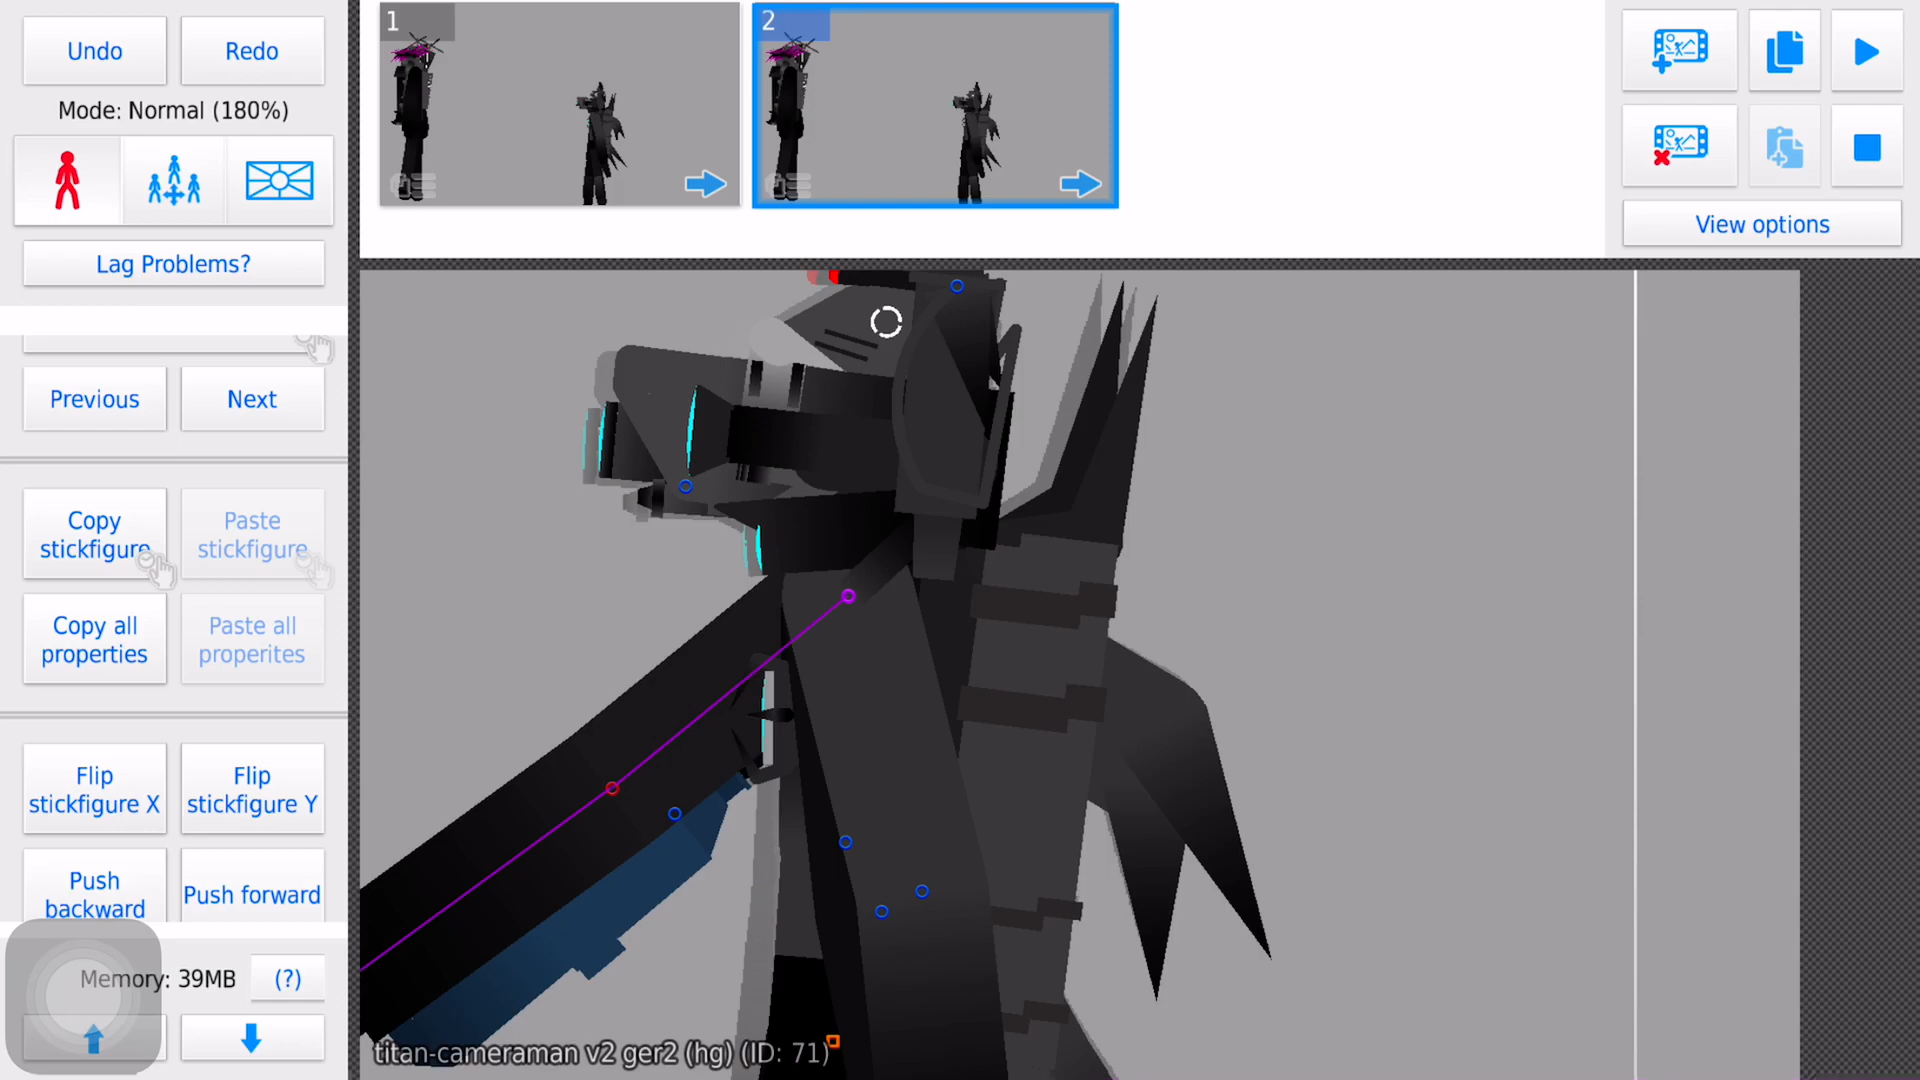 Undo
Redo
Mode: Normal (180%)
Lag Problems?
Previous
Next
Copy
stickfigure
Paste
stickfigure
Copy all
properties
Paste all
properites
Flip
stickfigure X
Flip
stickfigure Y
Push
backward
Push forward
Memory: 39MB
(?)
1
2
View options
titan-cameraman v2 ger2 (hg) (ID: 71)